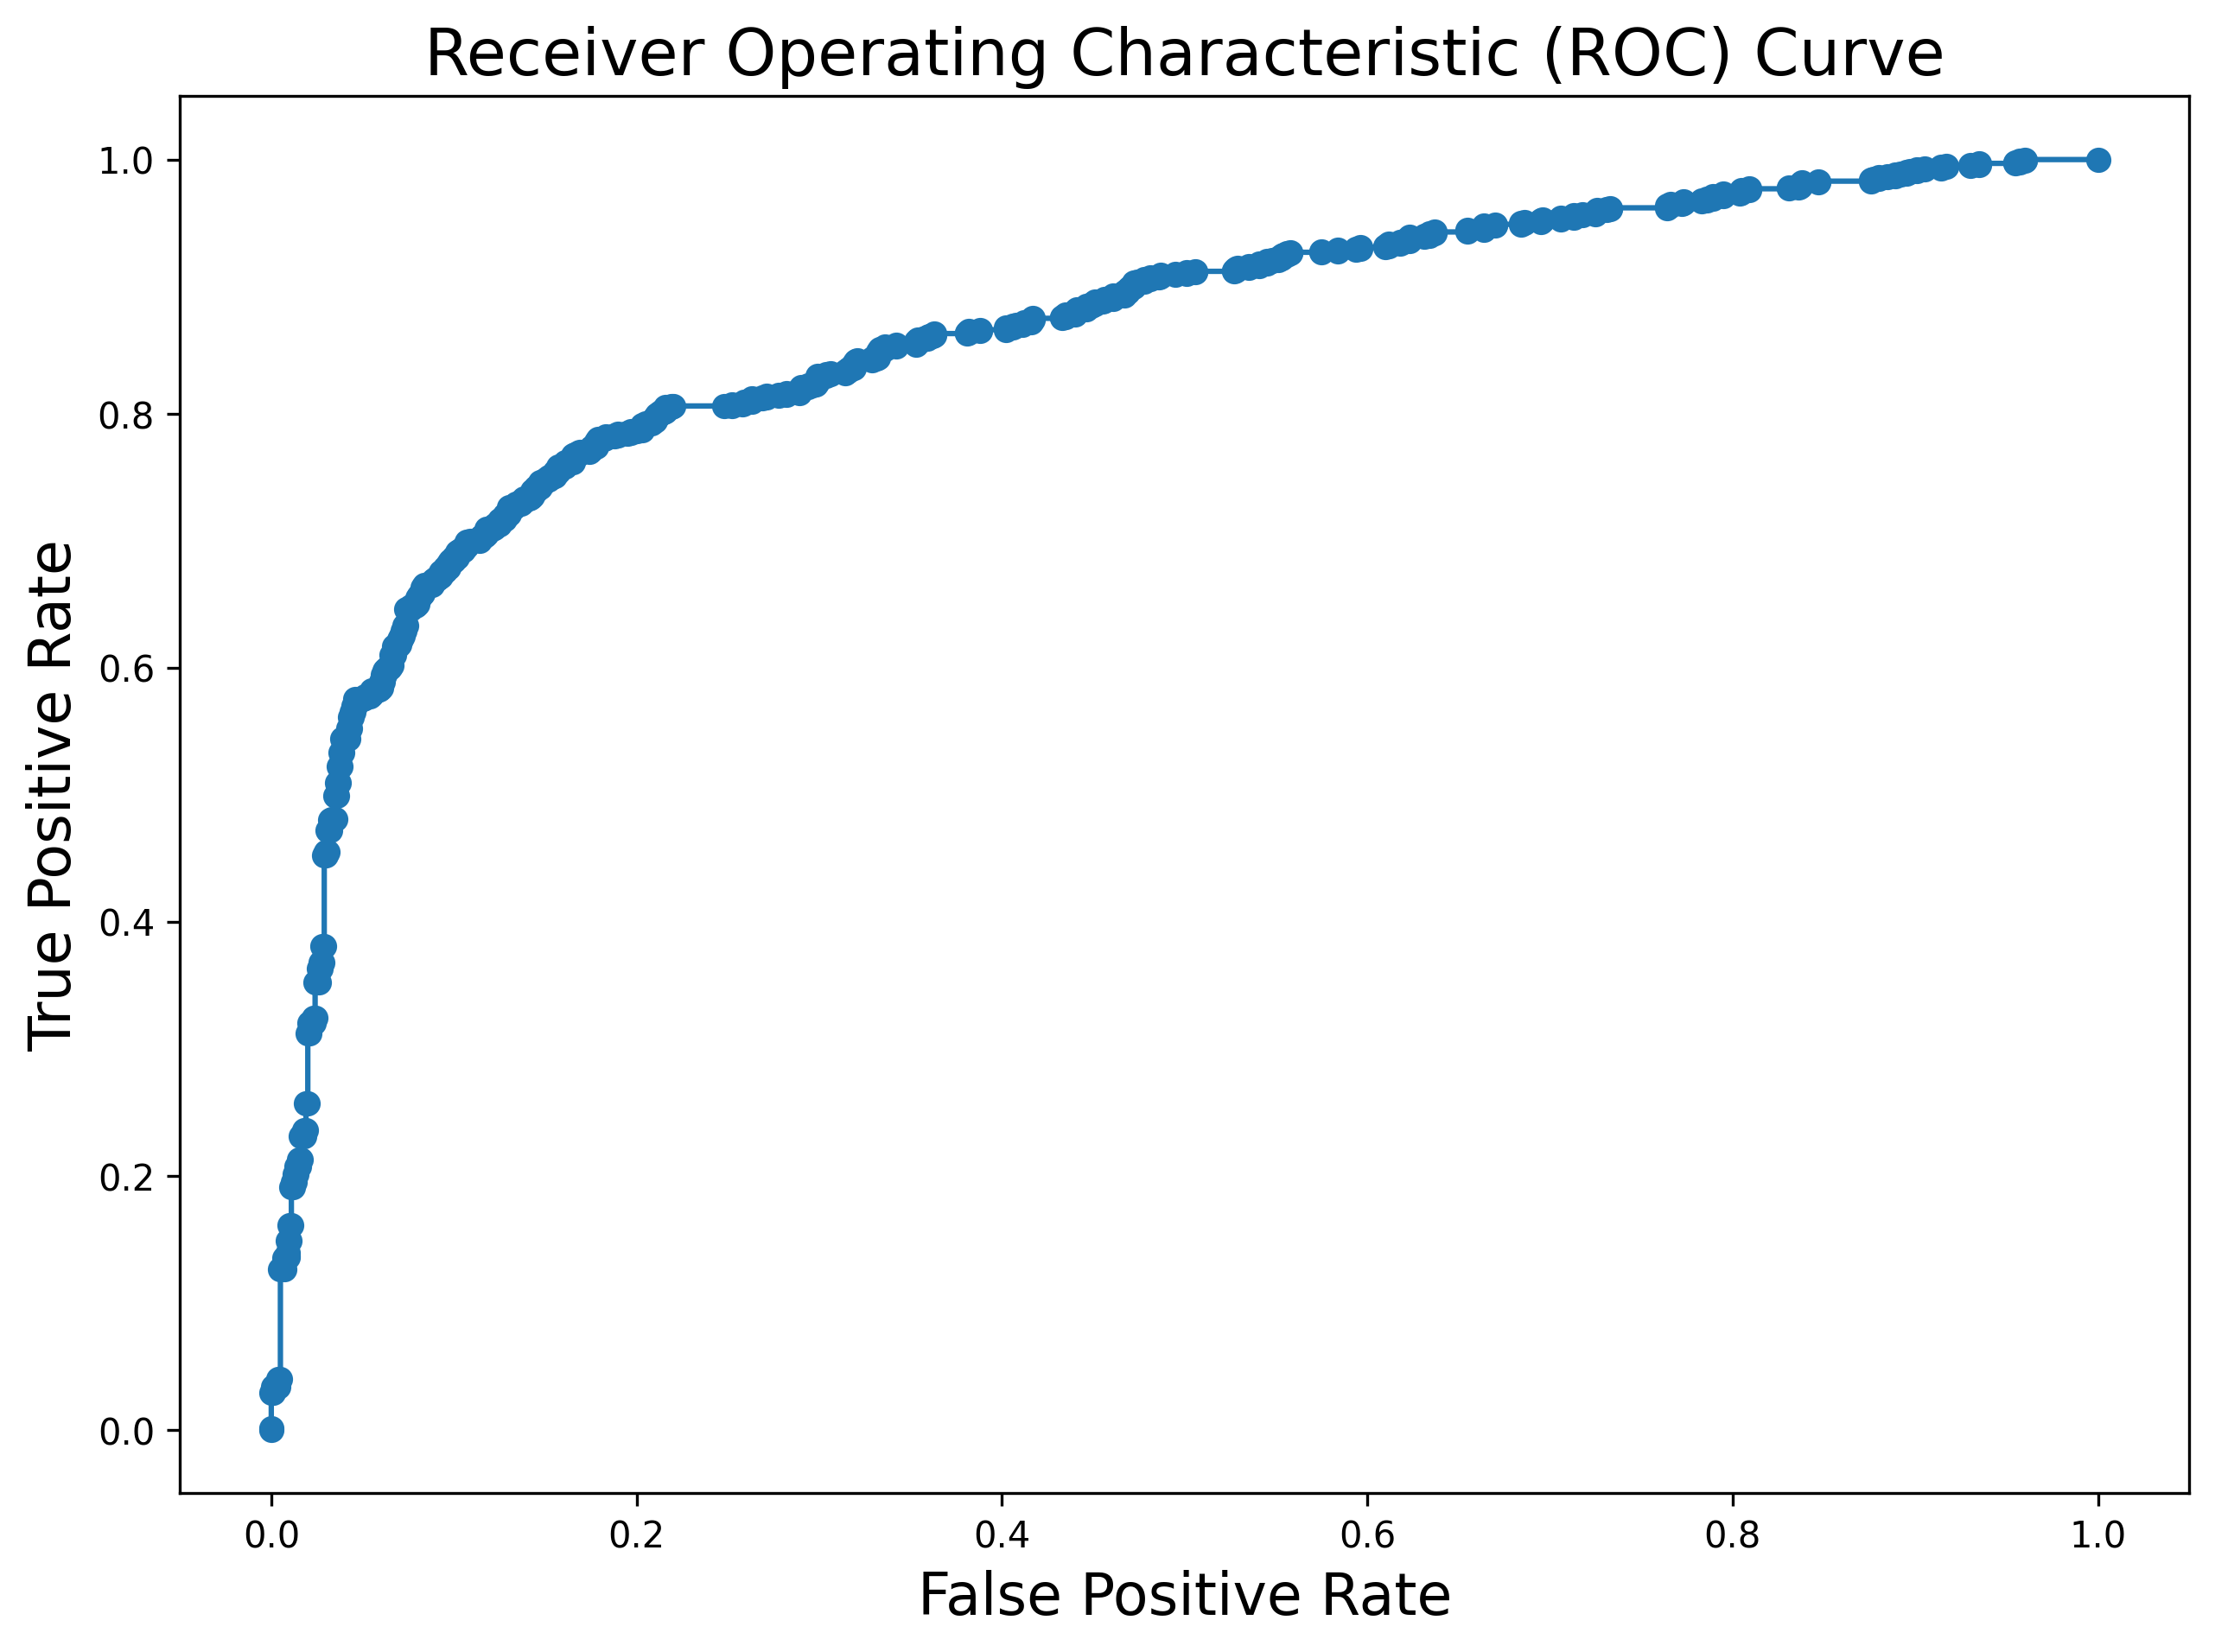 Receiver Operating Characteristic (ROC) Curve
1.0
0.8
0.6
0.4
0.2
0.0
True Positive Rate
0.0 0.2 0.4 0.6 0.8 1.0
False Positive Rate